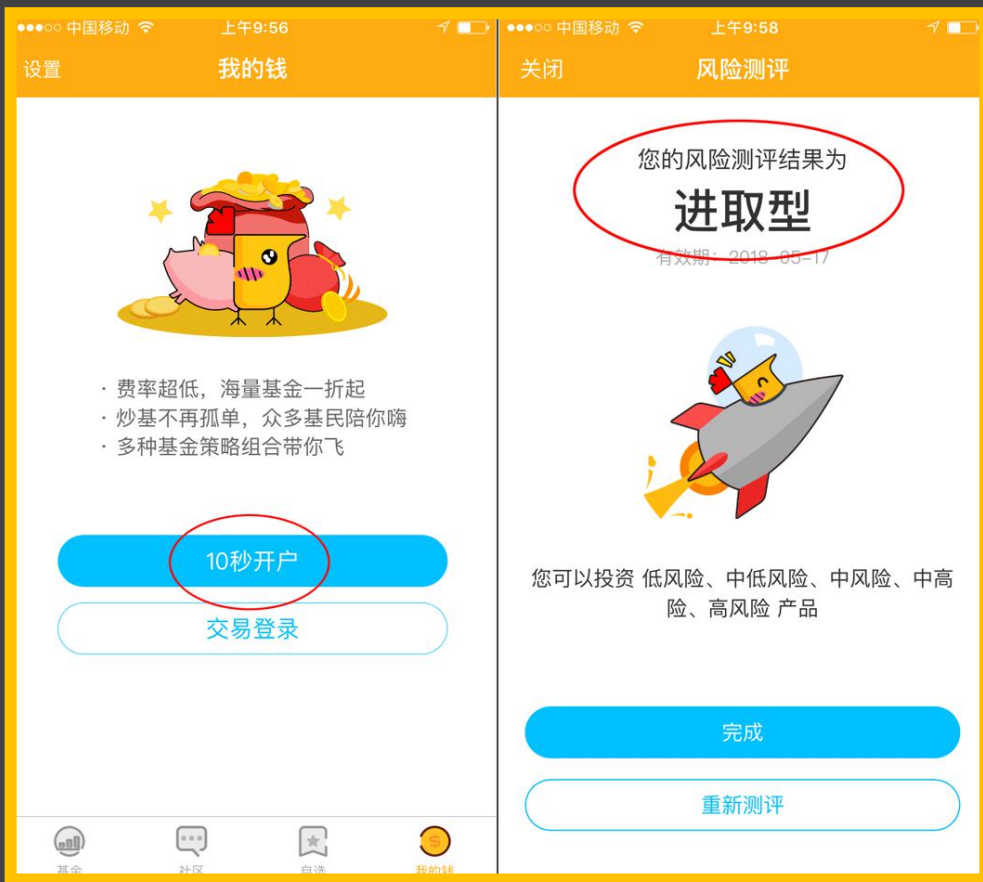 中国移动
上午9:56
设置
我的钱
· 费率超低，海量基金一折起
· 炒基不再孤单，众多基民陪你嗨
· 多种基金策略组合带你飞
10秒开户
交易登录
基金
社区
自选
我的钱
中国移动
上午9:58
关闭
风险测评
您的风险测评结果为
进取型
有效期：2018-05-17
您可以投资 低风险、中低风险、中风险、中高
险、高风险 产品
完成
重新测评